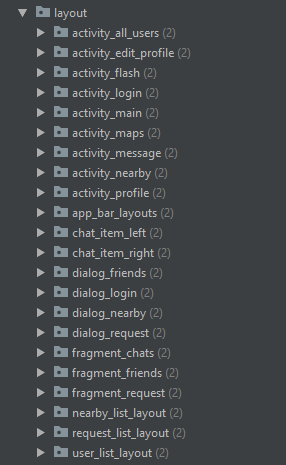 layout
activity_all_users (2)
activity_edit_profile (2)
activity_flash (2)
activity_login (2)
activity_main (2)
activity_maps (2)
activity_message (2)
activity_nearby (2)
activity_profile (2)
app_bar_layouts (2)
chat_item_left (2)
chat_item_right (2)
dialog_friends (2)
dialog_login (2)
dialog_nearby (2)
dialog_request (2)
fragment_chats (2)
fragment_friends (2)
fragment_request (2)
nearby_list_layout (2)
request_list_layout (2)
user_list_layout (2)